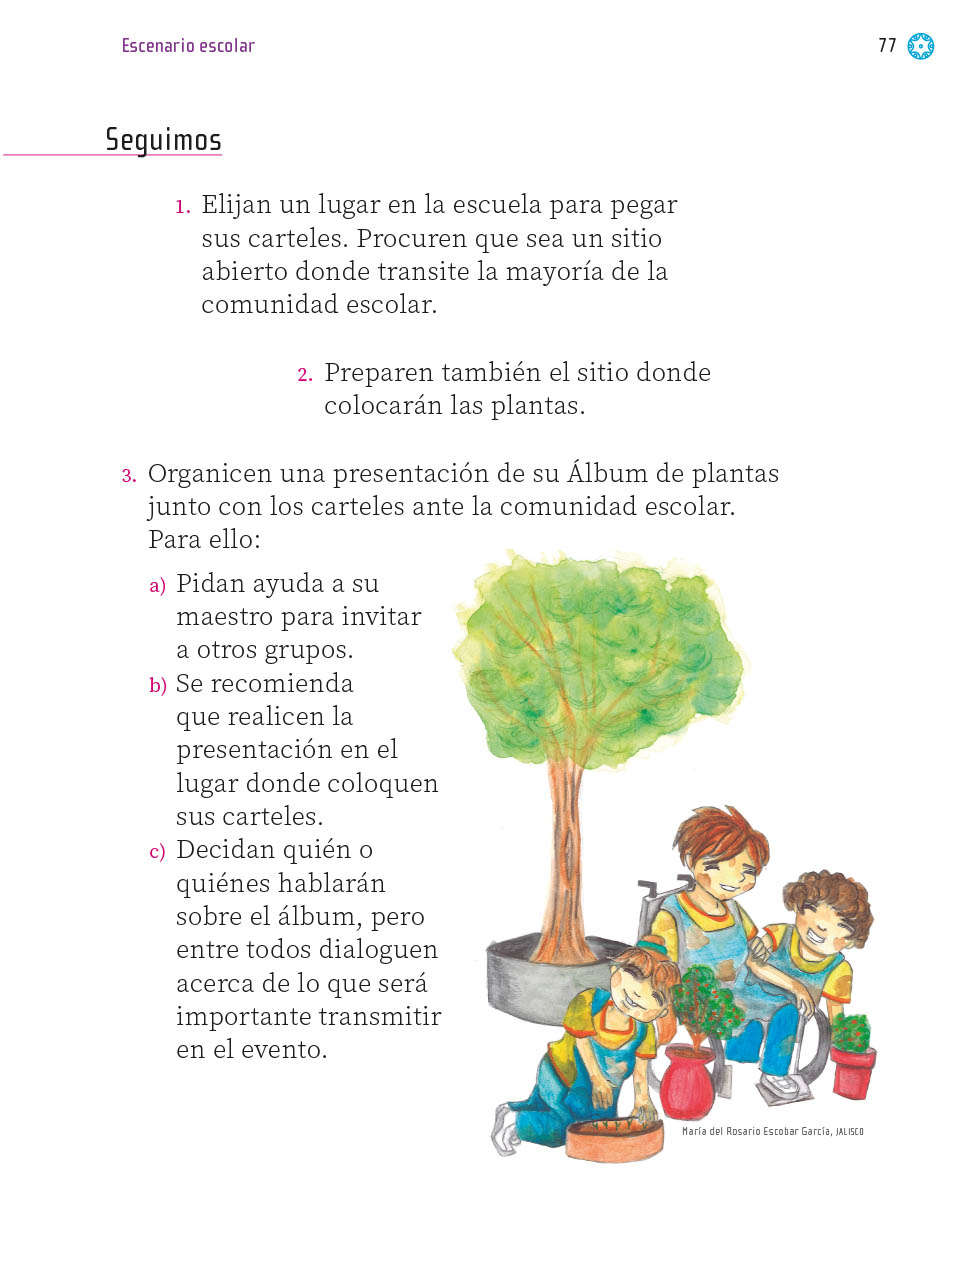 Escenario escolar
77
Seguimos
1. Elijan un lugar en la escuela para pegar
sus carteles. Procuren que sea un sitio
abierto donde transite la mayoría de la
comunidad escolar.
2. Preparen también el sitio donde
colocarán las plantas.
3. Organicen una presentación de su Álbum de plantas
junto con los carteles ante la comunidad escolar.
Para ello:
a) Pidan ayuda a su
maestro para invitar
a otros grupos.
b) Se recomienda
que realicen la
presentación en el
lugar donde coloquen
sus carteles.
c) Decidan quién o
quiénes hablarán
sobre el álbum, pero
entre todos dialoguen
acerca de lo que será
importante transmitir
en el evento.
María del Rosario Escobar García, JALISCO